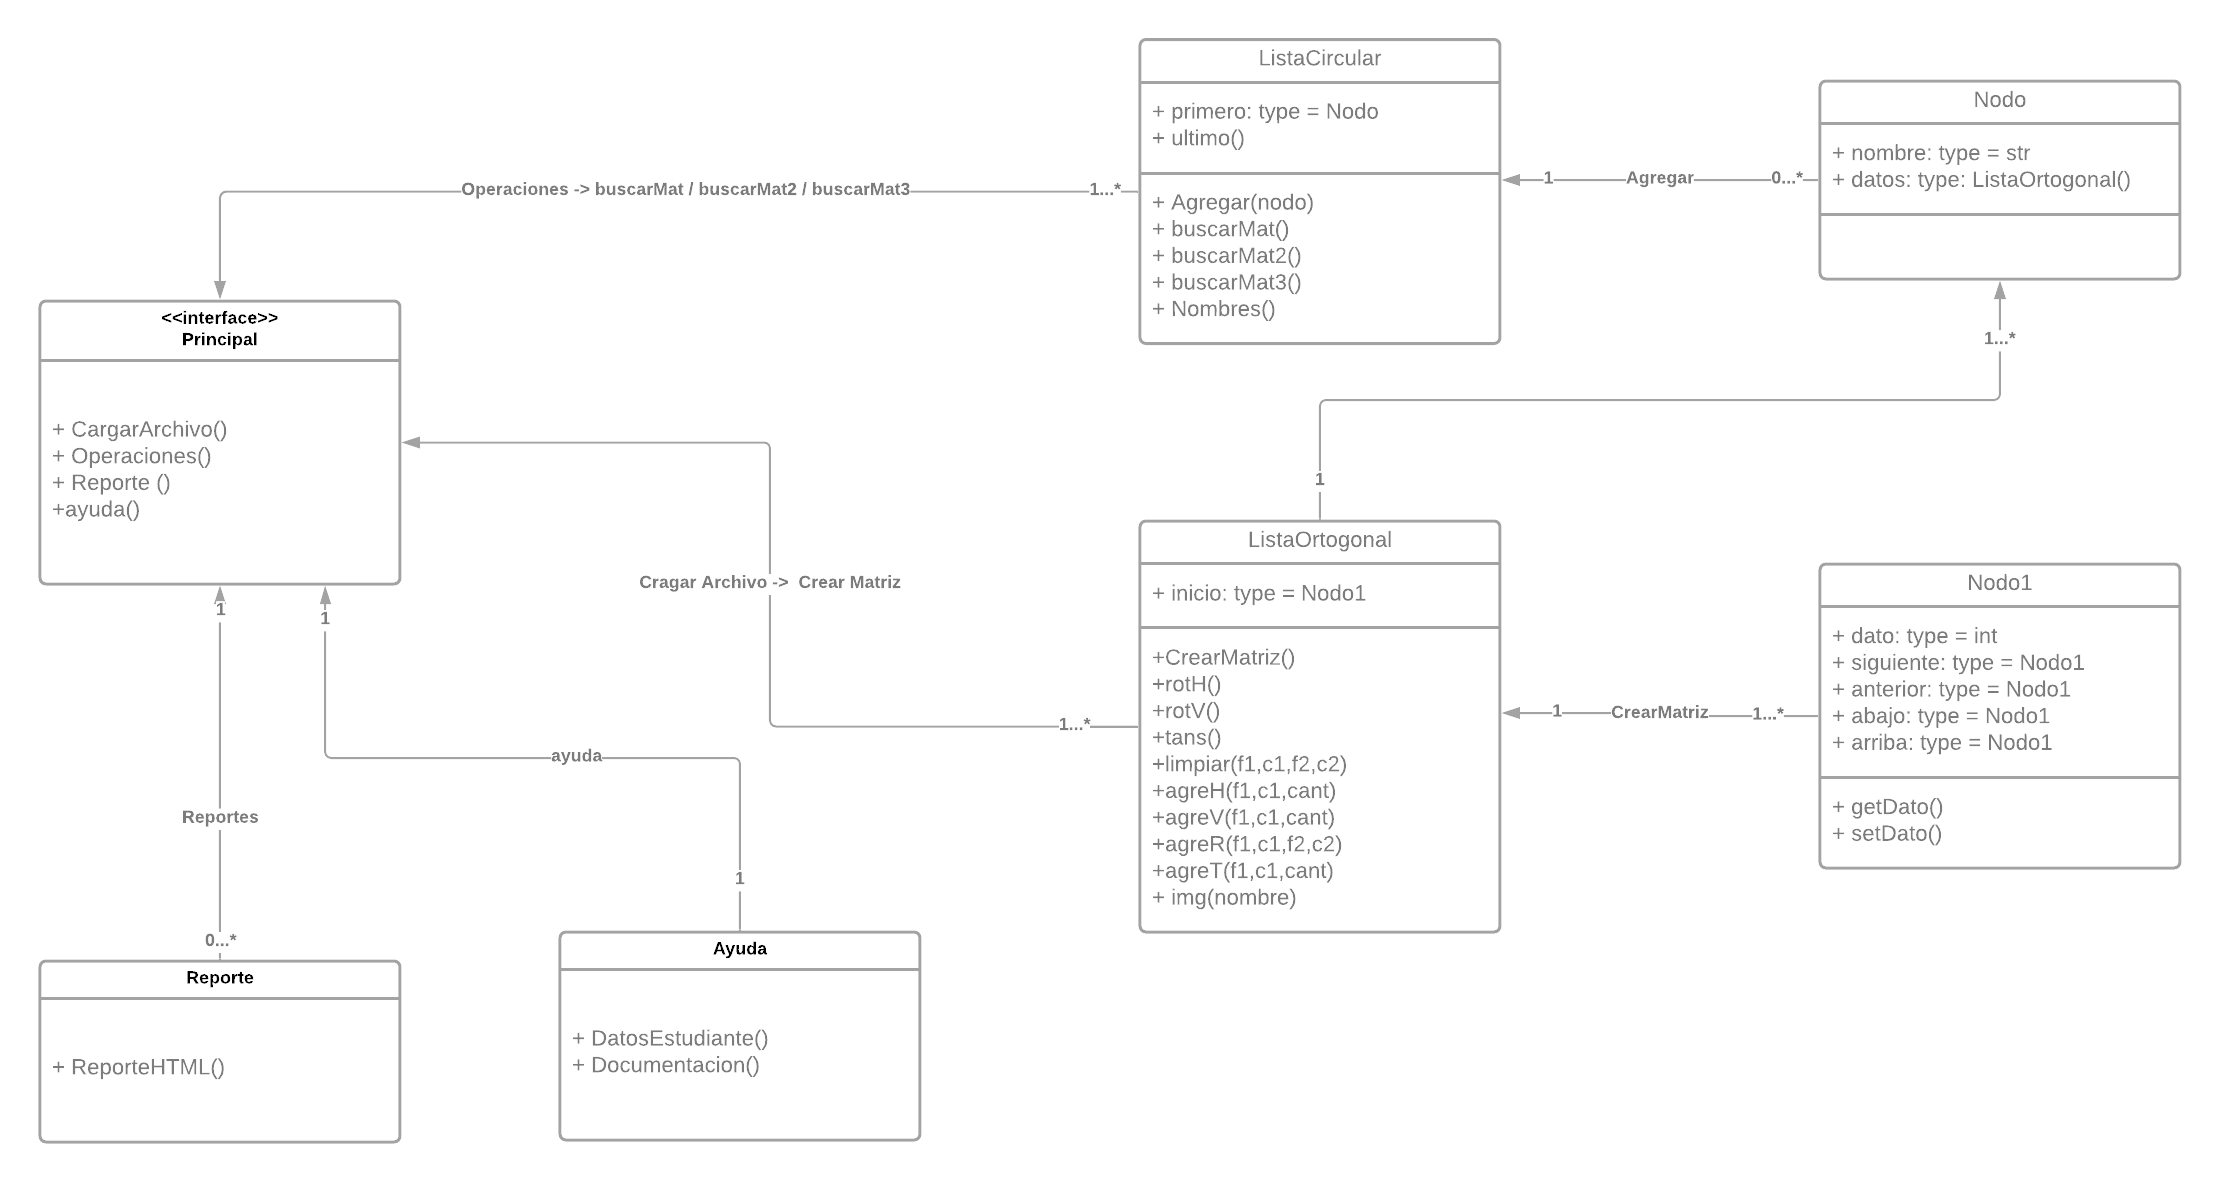 ListaCircular
+ primero: type = Nodo
+ ultimo()
+ Agregar(nodo)
+ buscarMat()
+ buscarMat2()
+ buscarMat3()
+ Nombres()
Nodo
+ nombre: type = str
+ datos: type: ListaOrtogonal()
Operaciones -> buscarMat / buscarMat2 / buscarMat3
1...*
1
Agregar
0...*
<<interface>>
Principal
+ CargarArchivo()
+ Operaciones()
+ Reporte ()
+ayuda()
1...*
1
Cragar Archivo -> Crear Matriz
1...*
ListaOrtogonal
+ inicio: type = Nodo1
+CrearMatriz()
+rotH()
+rotV()
+tans()
+limpiar(f1,c1,f2,c2)
+agreH(f1,c1,cant)
+agreV(f1,c1,cant)
+agreR(f1,c1,f2,c2)
+agreT(f1,c1,cant)
+ img(nombre)
1
CrearMatriz
1...*
Nodo1
+ dato: type = int
+ siguiente: type = Nodo1
+ anterior: type = Nodo1
+ abajo: type = Nodo1
+ arriba: type = Nodo1
+ getDato()
+ setDato()
1
1
ayuda
Reportes
1
0...*
Reporte
+ ReporteHTML()
Ayuda
+ DatosEstudiante()
+ Documentacion()